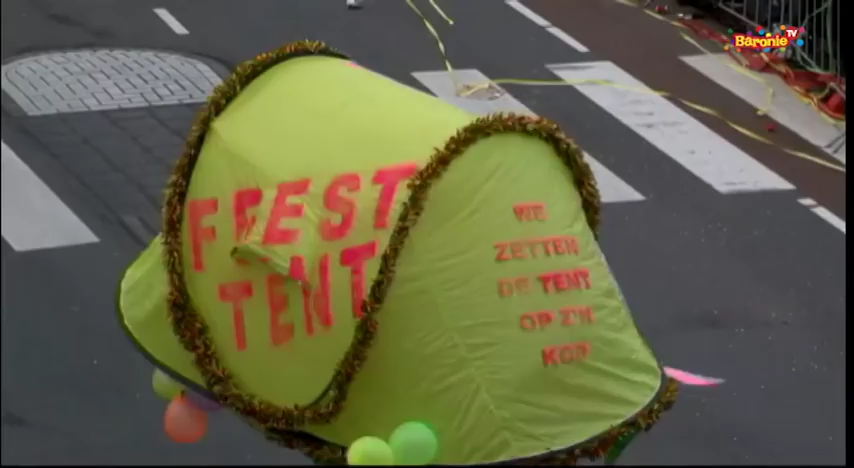 Baronie TV
FEEST
TENT
WE
ZETTEN
DE TENT
OP Z'N
KOP